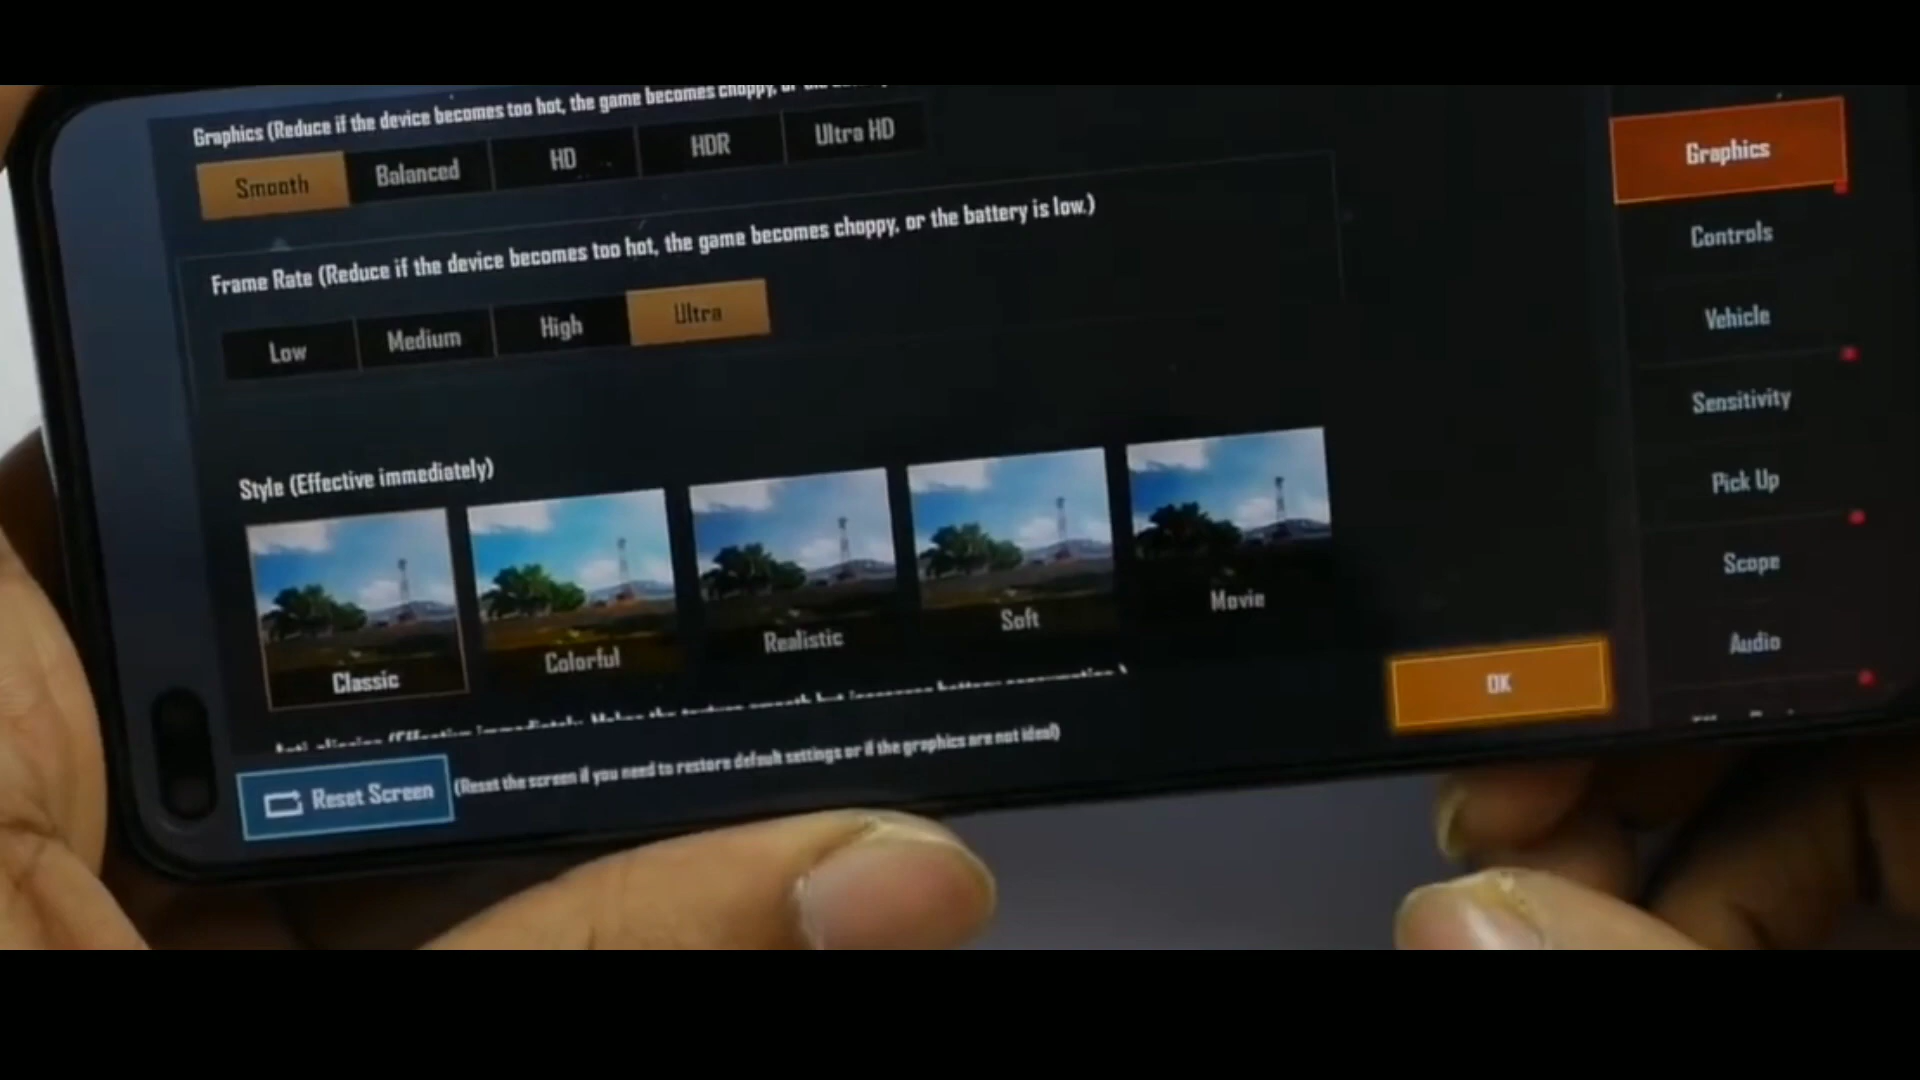 Graphics (Reduce if the device becomes too hot, the game becomes choppy, or
Smooth Balanced HD HDR Ultra HD
Frame Rate (Reduce if the device becomes too hot, the game becomes choppy, or the battery is low.)
Low Medium High Ultra
Style (Effective immediately)
Classic Colorful Realistic Soft Movie
Reset Screen (Reset the screen if you need to restore default settings or if the graphics are not ideal)
OK
Graphics
Controls
Vehicle
Sensitivity
Pick Up
Scope
Audio